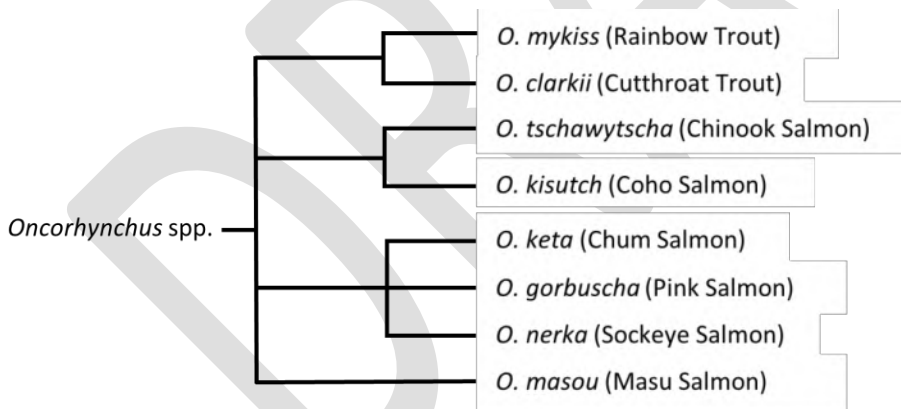 O. mykiss (Rainbow Trout)
O. clarkii (Cutthroat Trout)
O. tschawytscha (Chinook Salmon)
O. kisutch (Coho Salmon)
Oncorhynchus spp.
O. keta (Chum Salmon)
O. gorbuscha (Pink Salmon)
O. nerka (Sockeye Salmon)
O. masou (Masu Salmon)